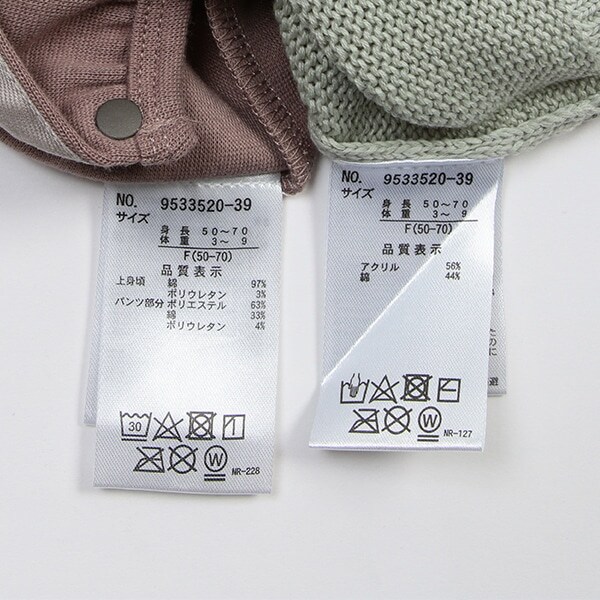 NO. 9533520-39
サイズ
身長 50～70
体重 3～ 9
F(50-70)
品質表示
上身頃 綿 97%
ポリウレタン 3%
パンツ部分 ポリエステル 63%
綿 33%
ポリウレタン 4%
30
W
NR-228
NO. 9533520-39
サイズ
身長 50～70
体重 3～ 9
F(50-70)
品質表示
アクリル 56%
綿 44%
W
NR-127
たの
に
避